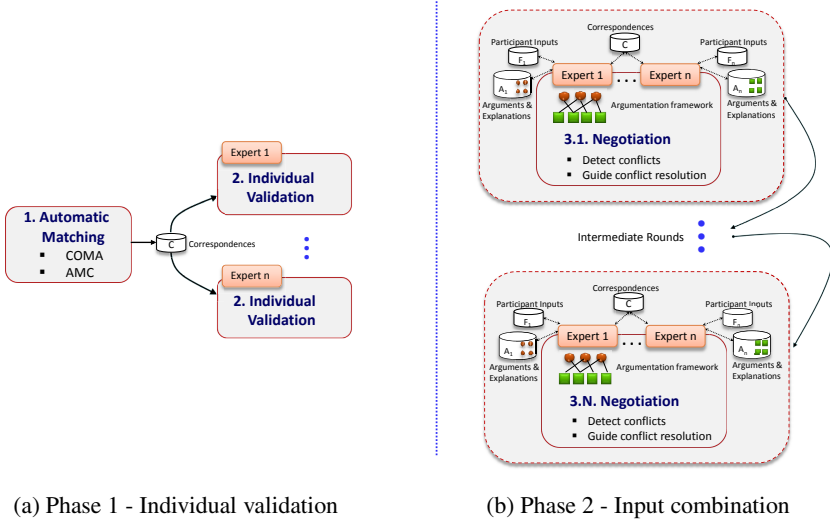 1. Automatic
Matching
▪ COMA
▪ AMC
C
Correspondences
Expert 1
2. Individual
Validation
Expert n
2. Individual
Validation
(a) Phase 1 - Individual validation
Correspondences
C
Participant Inputs
F1
Participant Inputs
Fn
Expert 1
...
Expert n
A1
An
Arguments &
Explanations
Argumentation framework
Arguments &
Explanations
3.1. Negotiation
▪ Detect conflicts
▪ Guide conflict resolution
Intermediate Rounds
Correspondences
C
Participant Inputs
F1
Participant Inputs
Fn
Expert 1
...
Expert n
A1
An
Arguments &
Explanations
Argumentation framework
Arguments &
Explanations
3.N. Negotiation
▪ Detect conflicts
▪ Guide conflict resolution
(b) Phase 2 - Input combination